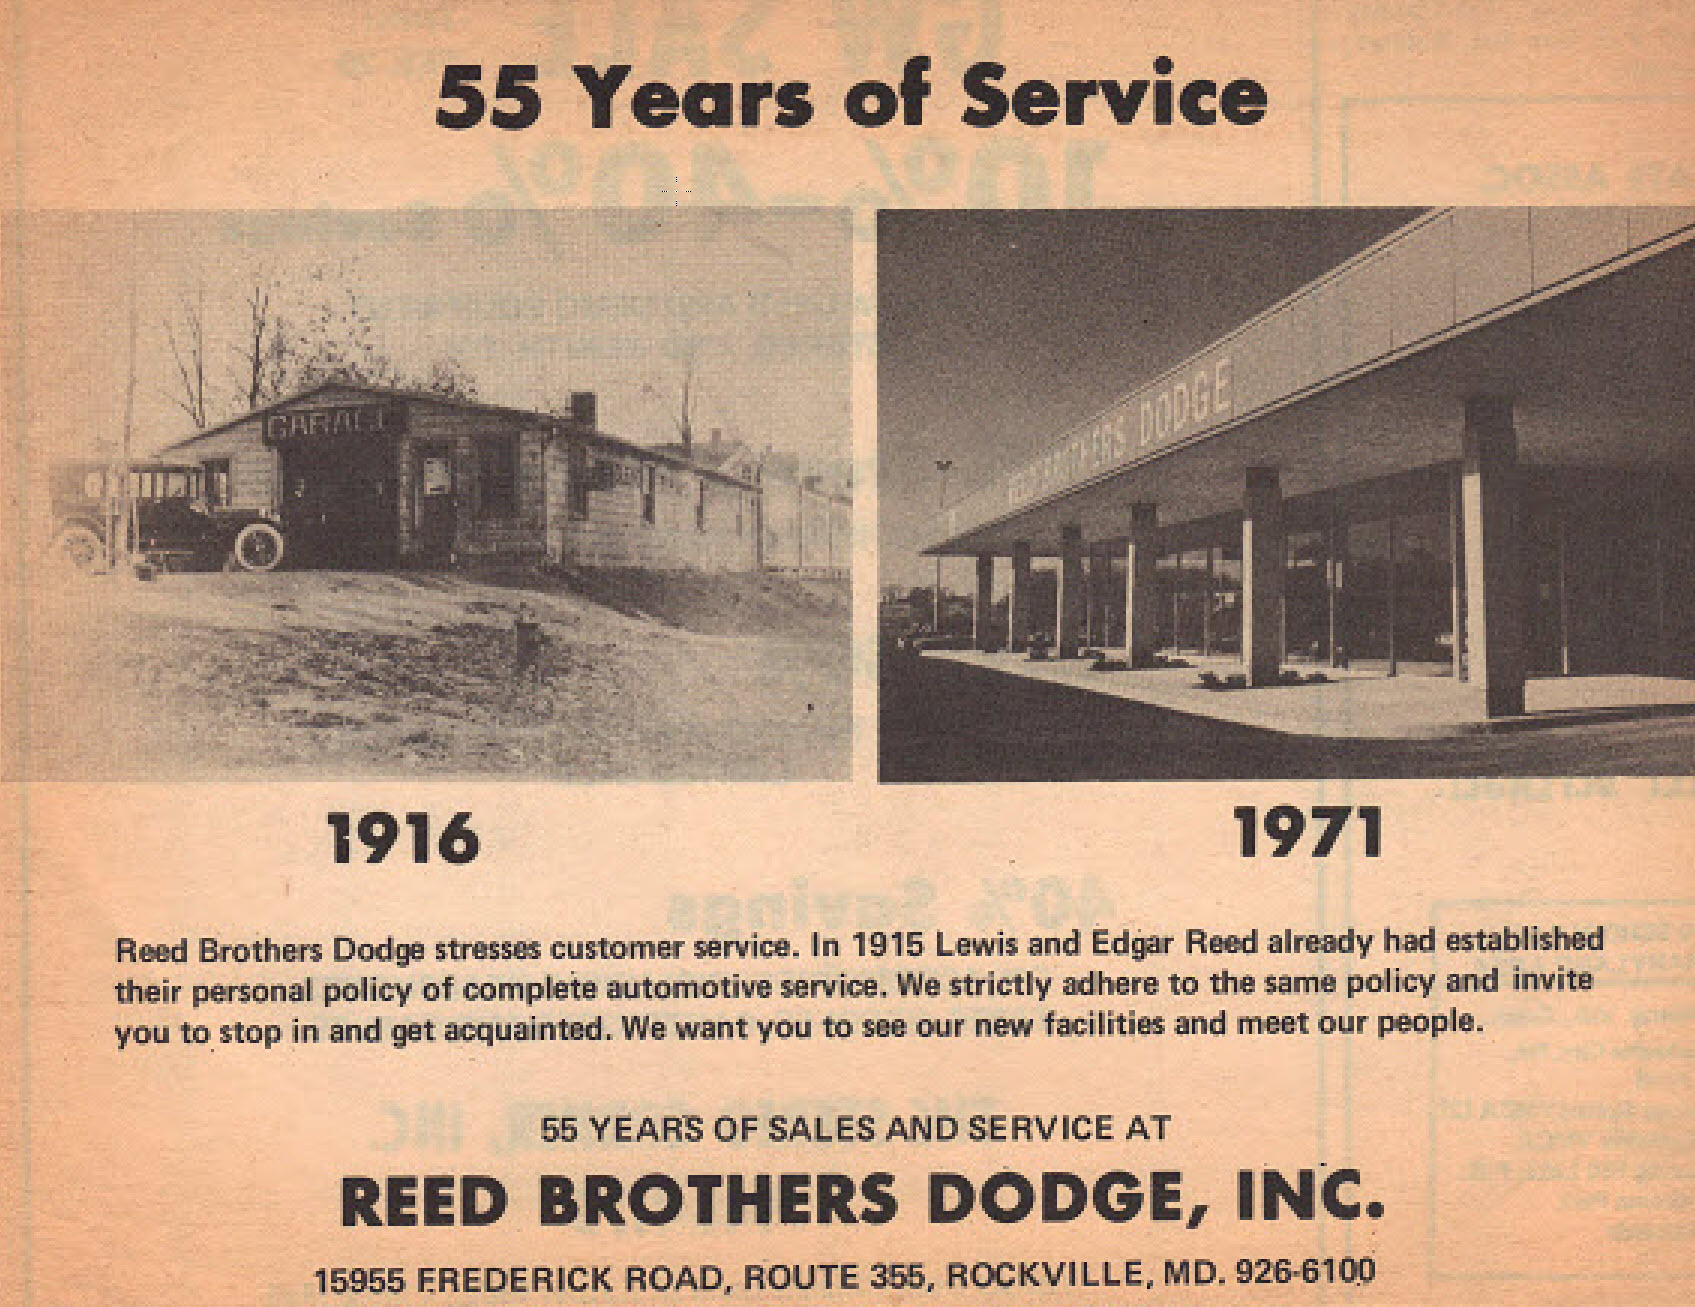 55 Years of Service
GARAGE
BROTHERS DODGE
1916
1971
Reed Brothers Dodge stresses customer service. In 1915 Lewis and Edgar Reed already had established
their personal policy of complete automotive service. We strictly adhere to the same policy and invite
you to stop in and get acquainted. We want you to see our new facilities and meet our people.
55 YEARS OF SALES AND SERVICE AT
REED BROTHERS DODGE, INC.
15955 FREDERICK ROAD, ROUTE 355, ROCKVILLE, MD. 926-6100